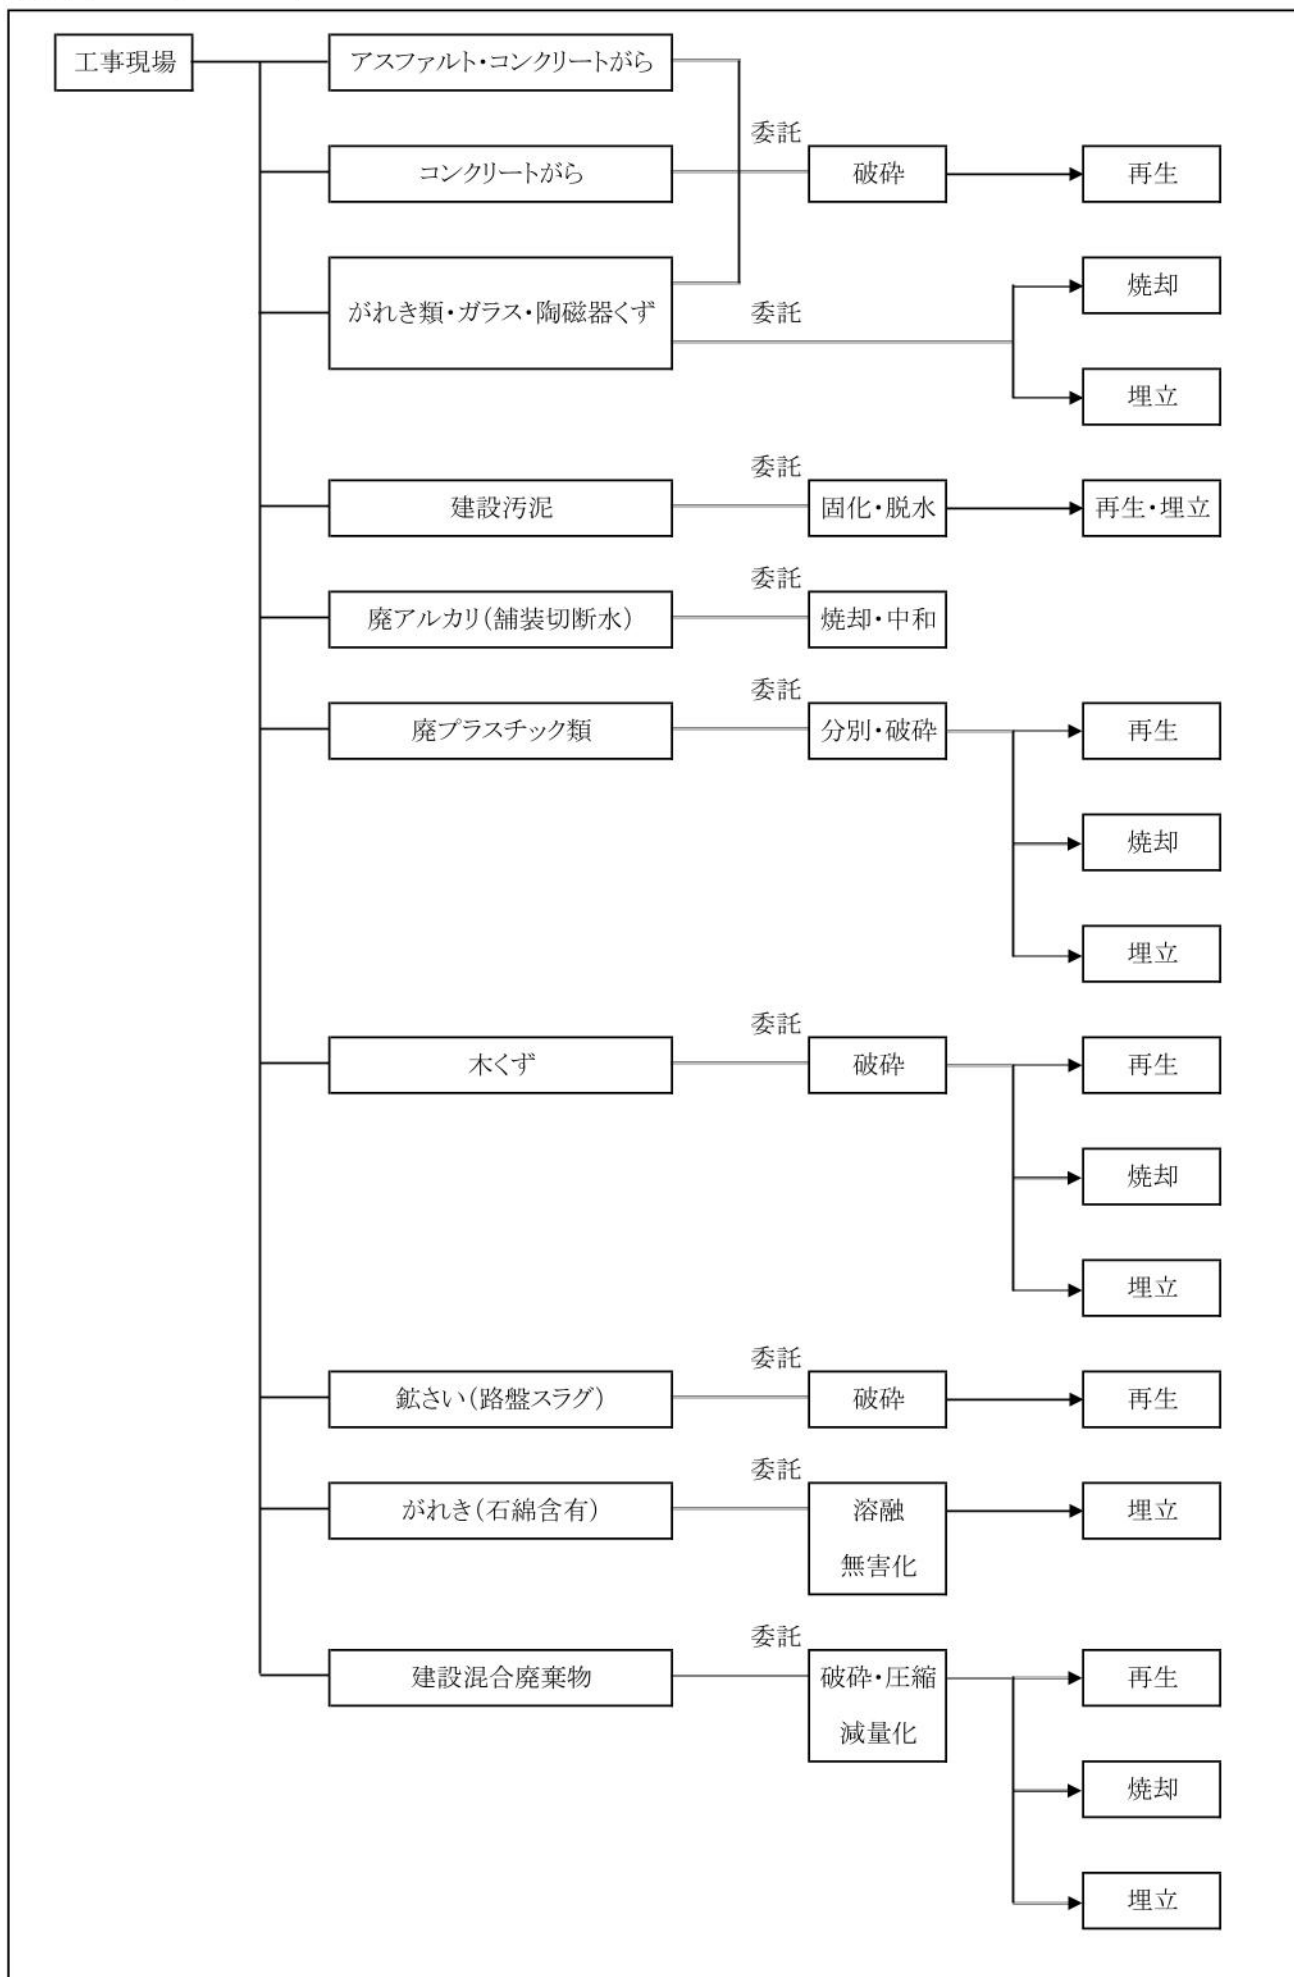 工事現場
アスファルト・コンクリートがら
委託
コンクリートがら
破砕
再生
がれき類・ガラス・陶磁器くず
委託
焼却
埋立
委託
建設汚泥
固化・脱水
再生・埋立
委託
廃アルカリ(舗装切断水)
焼却・中和
委託
廃プラスチック類
分別・破砕
再生
焼却
埋立
委託
木くず
破砕
再生
焼却
埋立
委託
鉱さい(路盤スラグ)
破砕
再生
委託
がれき(石綿含有)
溶融
無害化
埋立
委託
建設混合廃棄物
破砕・圧縮
減量化
再生
焼却
埋立